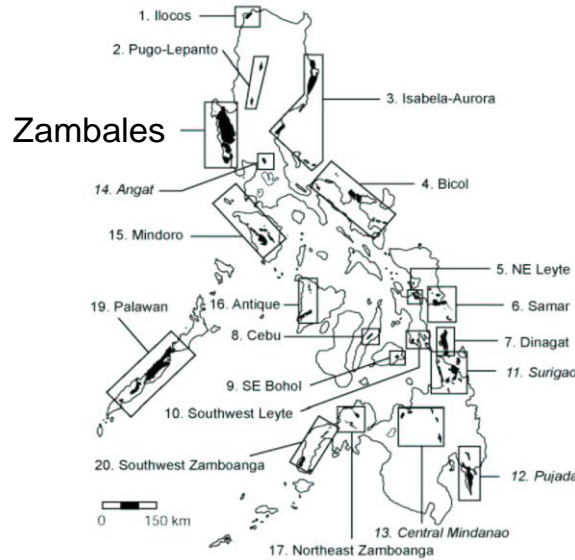 1. Ilocos
2. Pugo-Lepanto
3. Isabela-Aurora
Zambales
14. Angat
4. Bicol
15. Mindoro
5. NE Leyte
16. Antique
6. Samar
19. Palawan
8. Cebu
7. Dinagat
9. SE Bohol
11. Surigao
10. Southwest Leyte
20. Southwest Zamboanga
12. Pujada
0 150 km
13. Central Mindanao
17. Northeast Zamboanga